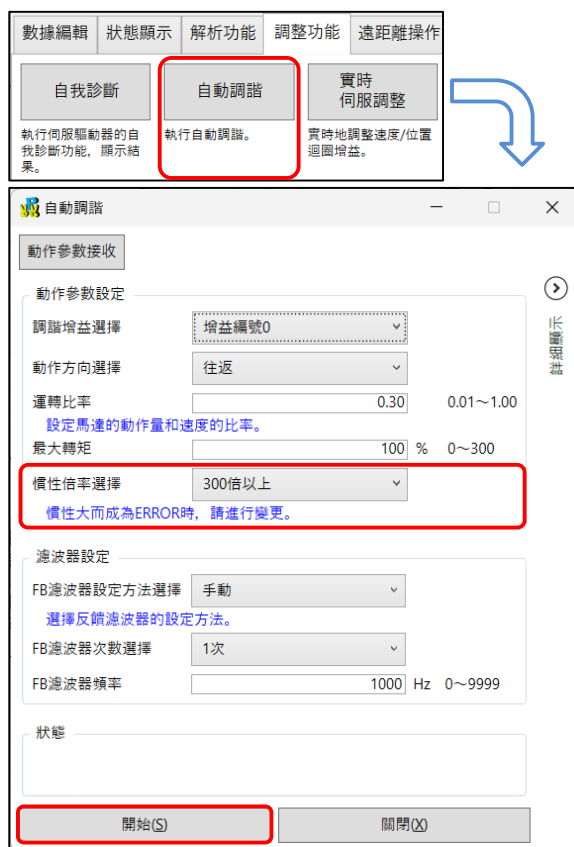 數據編輯 狀態顯示 解析功能 調整功能 遠距離操作
自我診斷 自動調諧 實時
伺服調整
執行伺服驅動器的自
我診斷功能，顯示結
果。
執行自動調諧。
實時地調整速度/位置
迴圈增益。
自動調諧
動作參數接收
詳細顯示
動作參數設定
調諧增益選擇 增益編號0
動作方向選擇 往返
運轉比率 0.30 0.01～1.00
設定馬達的動作量和速度的比率。
最大轉矩 100 % 0～300
慣性倍率選擇 300倍以上
慣性大而成為ERROR時，請進行變更。
濾波器設定
FB濾波器設定方法選擇 手動
選擇反饋濾波器的設定方法。
FB濾波器次數選擇 1次
FB濾波器頻率 1000 Hz 0～9999
狀態
開始(S) 關閉(X)